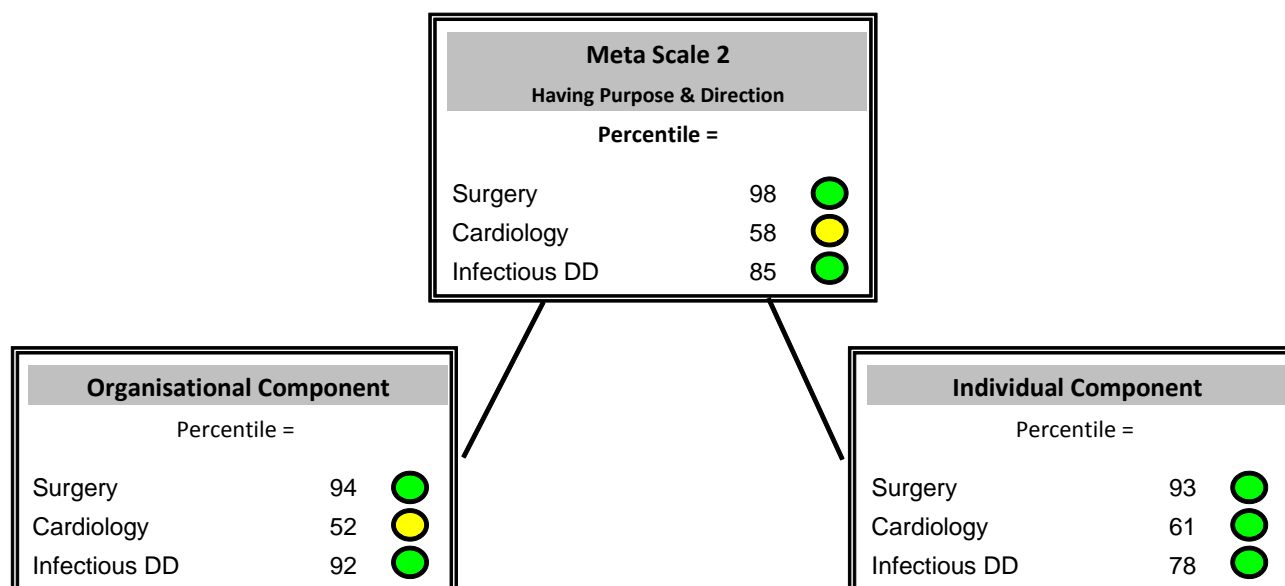 Meta Scale 2
Having Purpose & Direction
Percentile =
Surgery 98
Cardiology 58
Infectious DD 85
Organisational Component
Percentile =
Surgery 94
Cardiology 52
Infectious DD 92
Individual Component
Percentile =
Surgery 93
Cardiology 61
Infectious DD 78